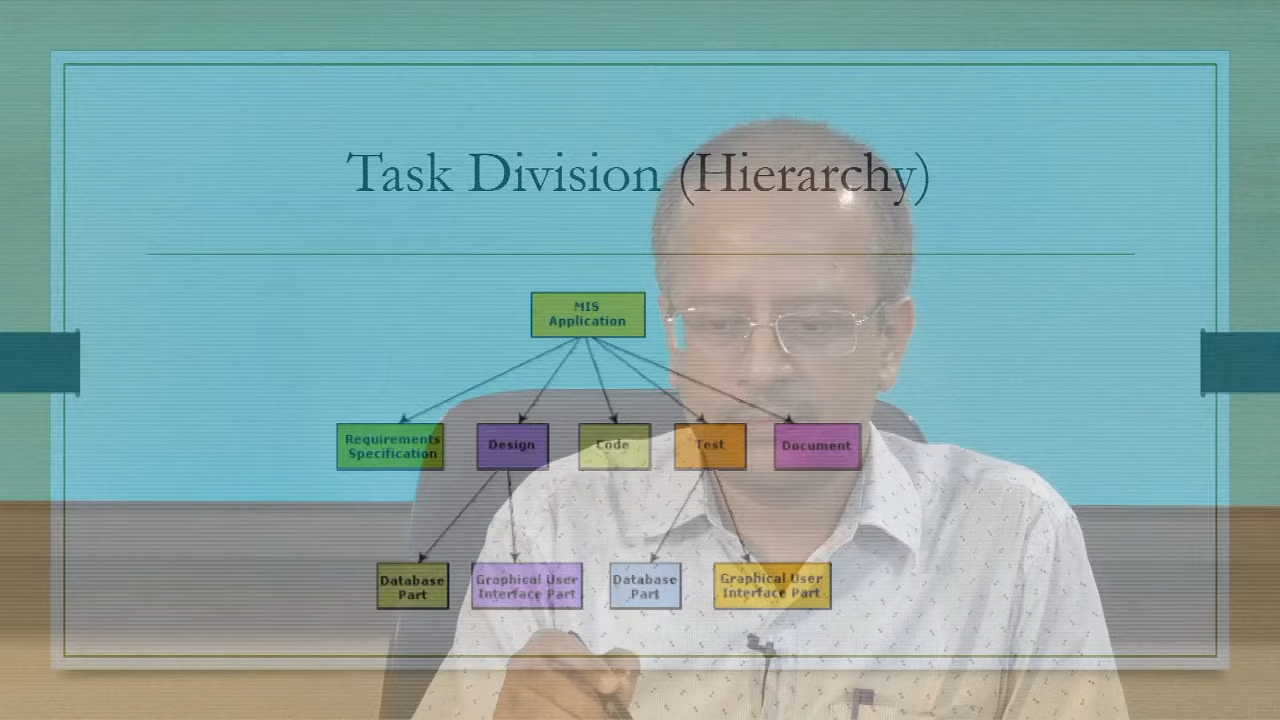 Task Division (Hierarchy)
MIS
Application
Requirements
Specification
Design
Code
Test
Document
Database
Part
Graphical User
Interface Part
Database
Part
Graphical User
Interface Part